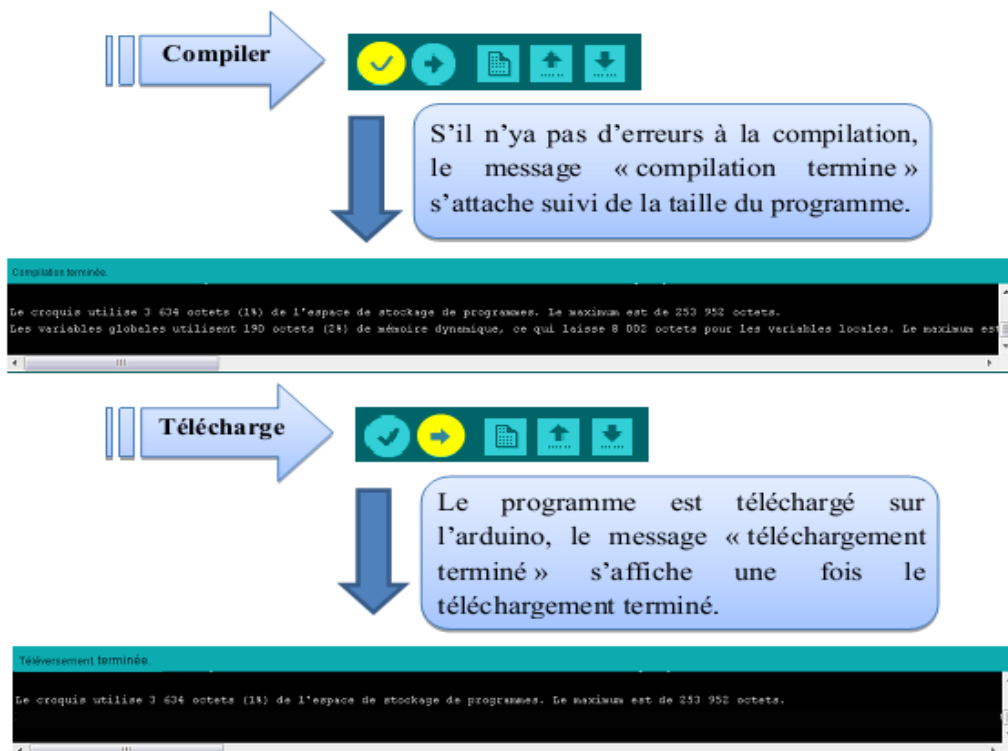 Compiler
S'il n'ya pas d'erreurs à la compilation,
le message « compilation termine »
s'attache suivi de la taille du programme.
Compilation terminée.
Le croquis utilise 3 634 octets (1%) de l'espace de stockage de programmes. Le maximum est de 253 952 octets.
Les variables globales utilisent 190 octets (2%) de mémoire dynamique, ce qui laisse 8 002 octets pour les variables locales. Le maximum est
Télécharge
Le programme est téléchargé sur
l'arduino, le message « téléchargement
terminé » s'affiche une fois le
téléchargement terminé.
Téléversement terminée.
Le croquis utilise 3 634 octets (1%) de l'espace de stockage de programmes. Le maximum est de 253 952 octets.